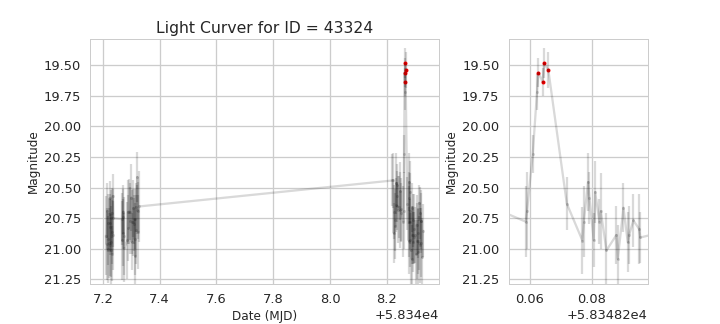 Light Curver for ID = 43324
Magnitude
19.50
19.75
20.00
20.25
20.50
20.75
21.00
21.25
7.2 7.4 7.6 7.8 8.0 8.2
Date (MJD) +5.834e4
Magnitude
19.50
19.75
20.00
20.25
20.50
20.75
21.00
21.25
0.06 0.08
+5.83482e4